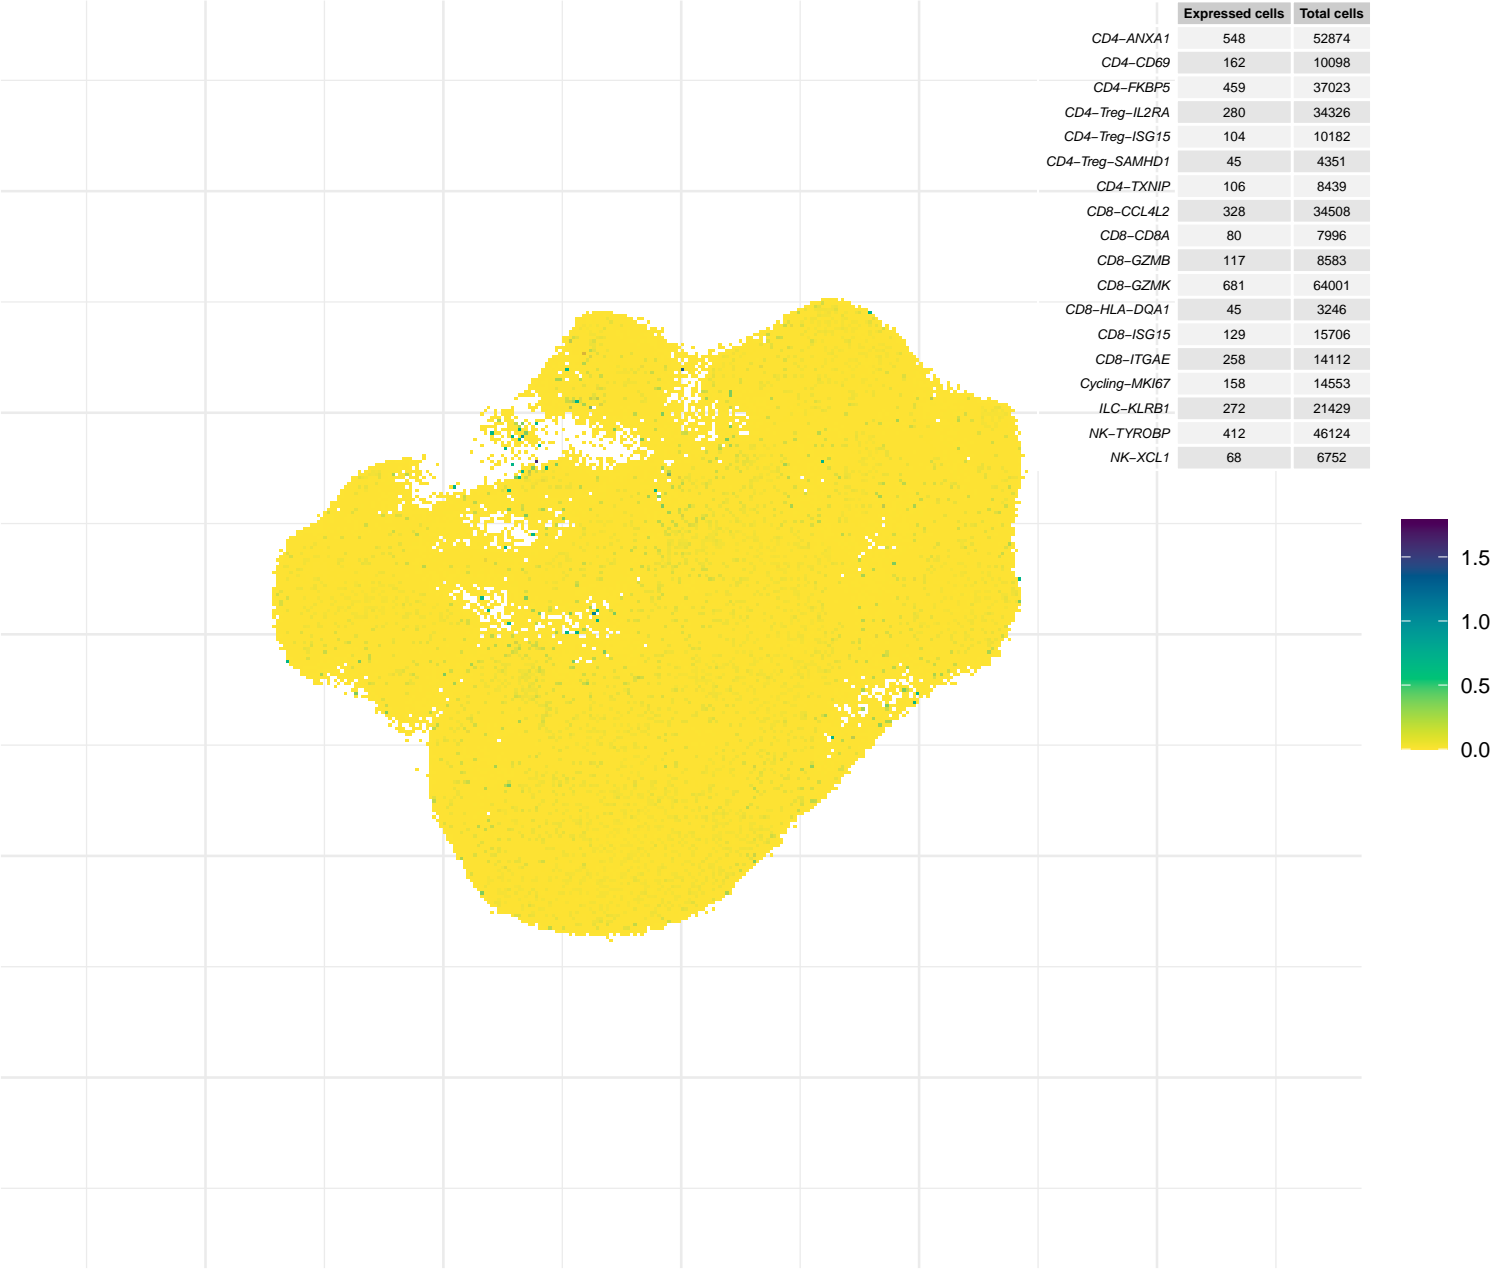 Expressed cells Total cells
CD4−ANXA1 548 52874
CD4−CD69 162 10098
CD4−FKBP5 459 37023
CD4−Treg−IL2RA 280 34326
CD4−Treg−ISG15 104 10182
CD4−Treg−SAMHD1 45 4351
CD4−TXNIP 106 8439
CD8−CCL4L2 328 34508
CD8−CD8A 80 7996
CD8−GZMB 117 8583
CD8−GZMK 681 64001
CD8−HLA−DQA1 45 3246
CD8−ISG15 129 15706
CD8−ITGAE 258 14112
Cycling−MKI67 158 14553
ILC−KLRB1 272 21429
NK−TYROBP 412 46124
NK−XCL1 68 6752
1.5
1.0
0.5
0.0